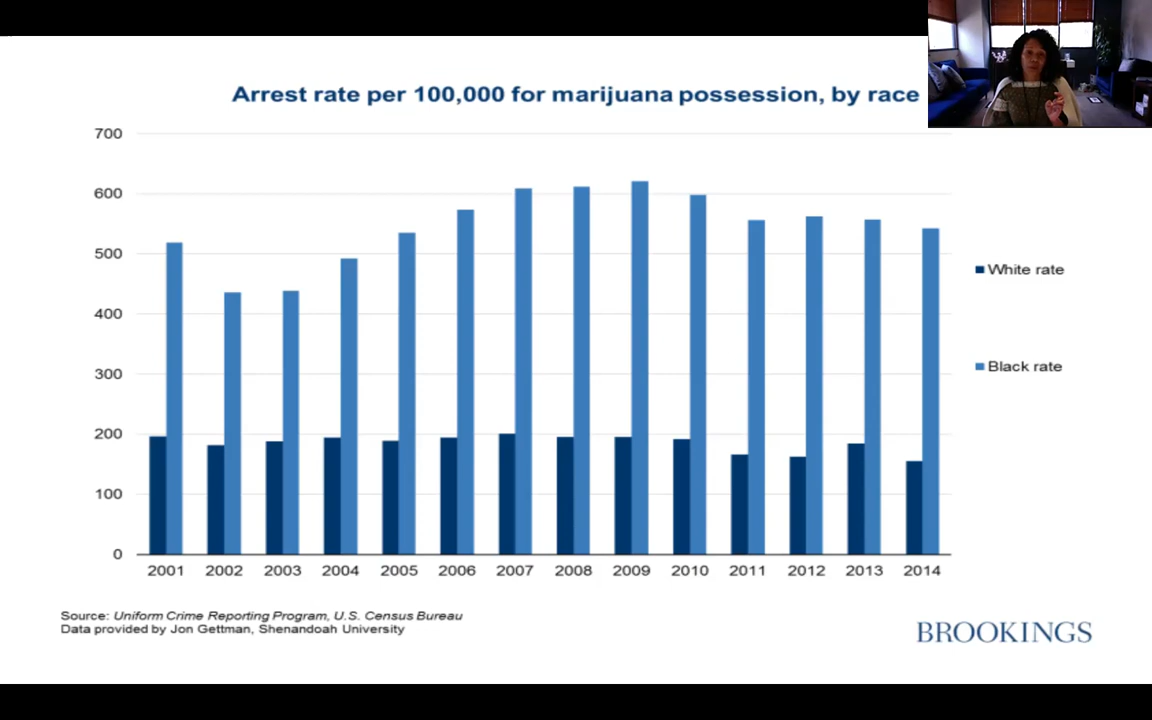 Arrest rate per 100,000 for marijuana possession, by race
700
600
500
400
300
200
100
0
2001 2002 2003 2004 2005 2006 2007 2008 2009 2010 2011 2012 2013 2014
White rate
Black rate
Source: Uniform Crime Reporting Program, U.S. Census Bureau
Data provided by Jon Gettman, Shenandoah University
BROOKINGS